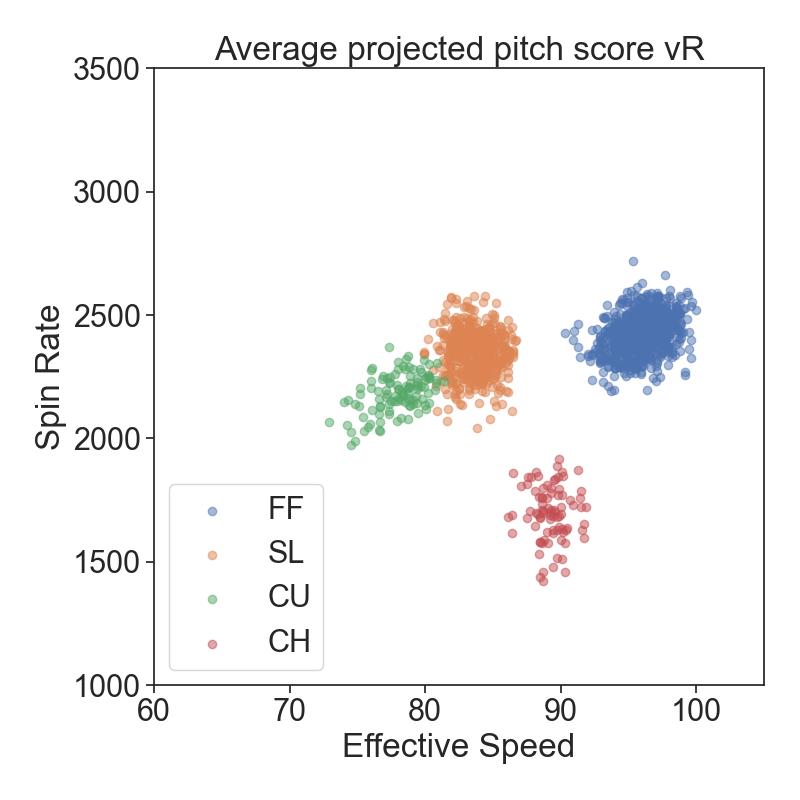 Average projected pitch score vR
3500
3000
2500
2000
1500
1000
Spin Rate
FF
SL
CU
CH
60
70
80
90
100
Effective Speed